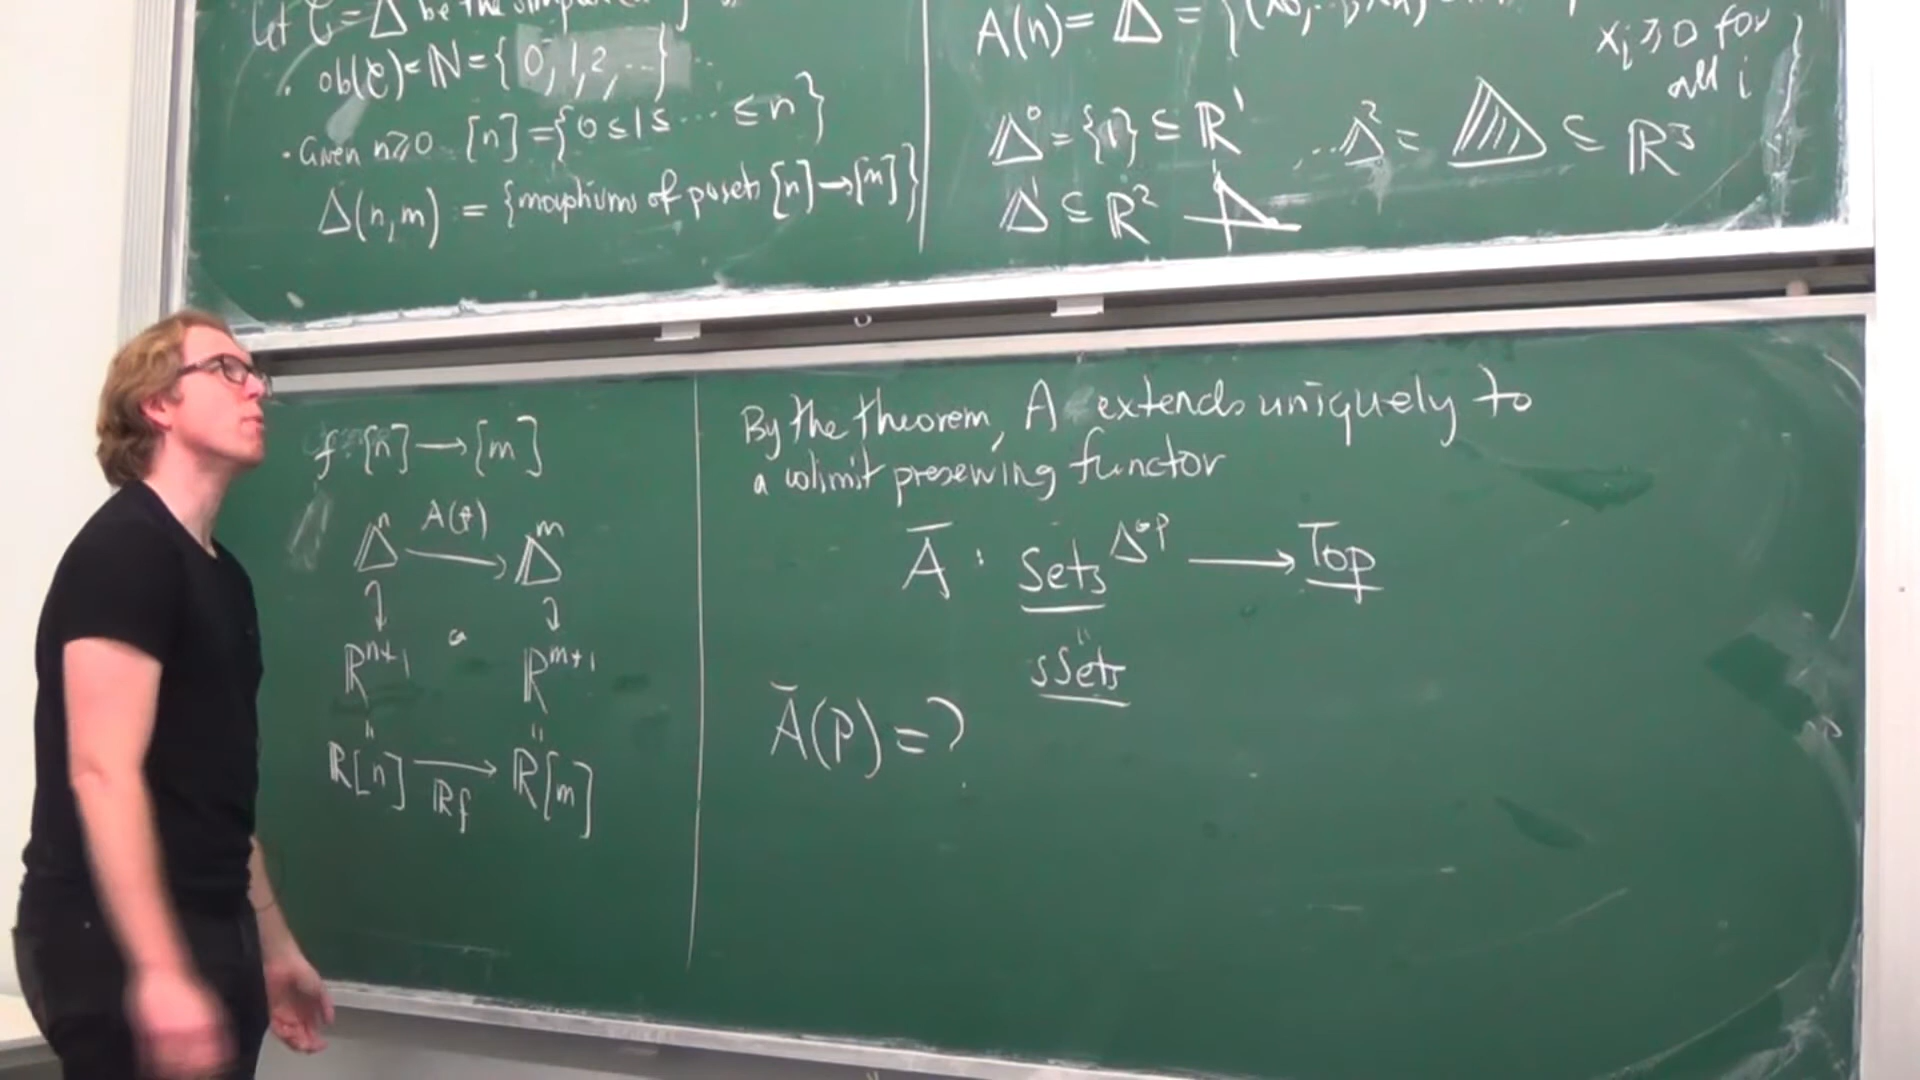 Let C = Δ be the
ob(C) = ℕ = {0, 1, 2, ...}
· Given n ≥ 0 [n] = {0 ≤ 1 ≤ ... ≤ n}
Δ(n,m) := {morphisms of posets [n] → [m]}
A(n) = Δ = {(x0, ..., xn)
xi ≥ 0 for
all i }
Δ⁰ = {1} ⊆ ℝ¹ ... Δ² = ⊆ ℝ³
Δ¹ ⊆ ℝ²
f: [n] → [m]
Δⁿ A(f) Δᵐ
ℝⁿ⁺¹ ℝᵐ⁺¹
ℝ[n] → ℝ[m]
ℝf
By the theorem, A extends uniquely to
a colimit preserving functor
Ā : Sets^Δ^op → Top
"
sSets
Ā(P) = ?